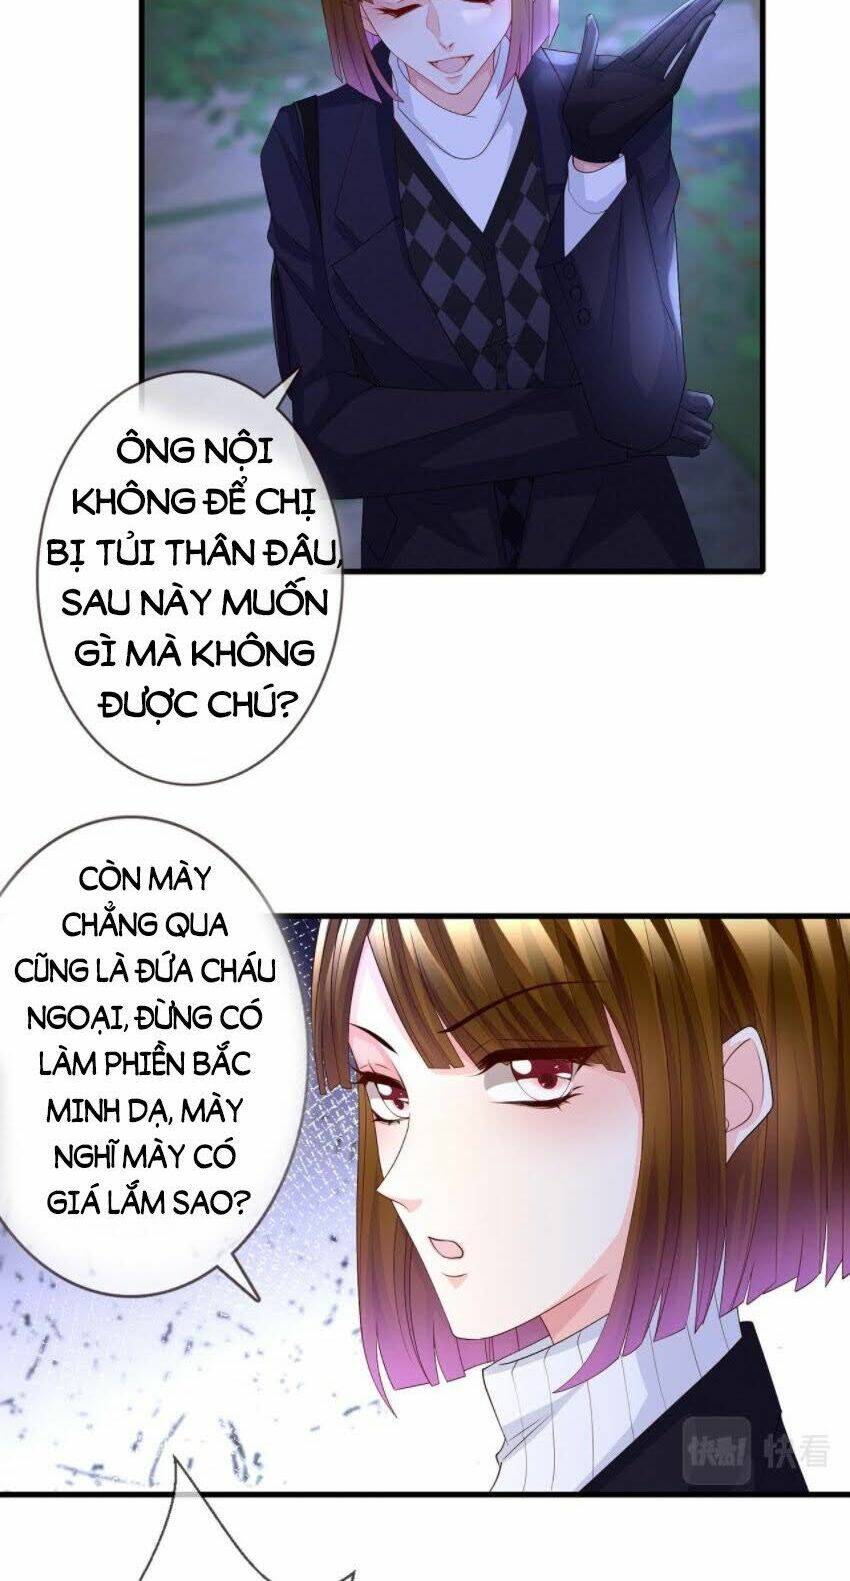 ÔNG NỘI
KHÔNG ĐỂ CHỊ
BỊ TỦI THÂN ĐÂU,
SAU NÀY MUỐN
GÌ MÀ KHÔNG
ĐƯỢC CHỨ?
CÒN MÀY
CHẲNG QUA
CŨNG LÀ ĐỨA CHÁU
NGOẠI, ĐỪNG CÓ
LÀM PHIỀN BẮC
MINH DẠ, MÀY
NGHĨ MÀY CÓ
GIÁ LẮM SAO?
快看! 快看